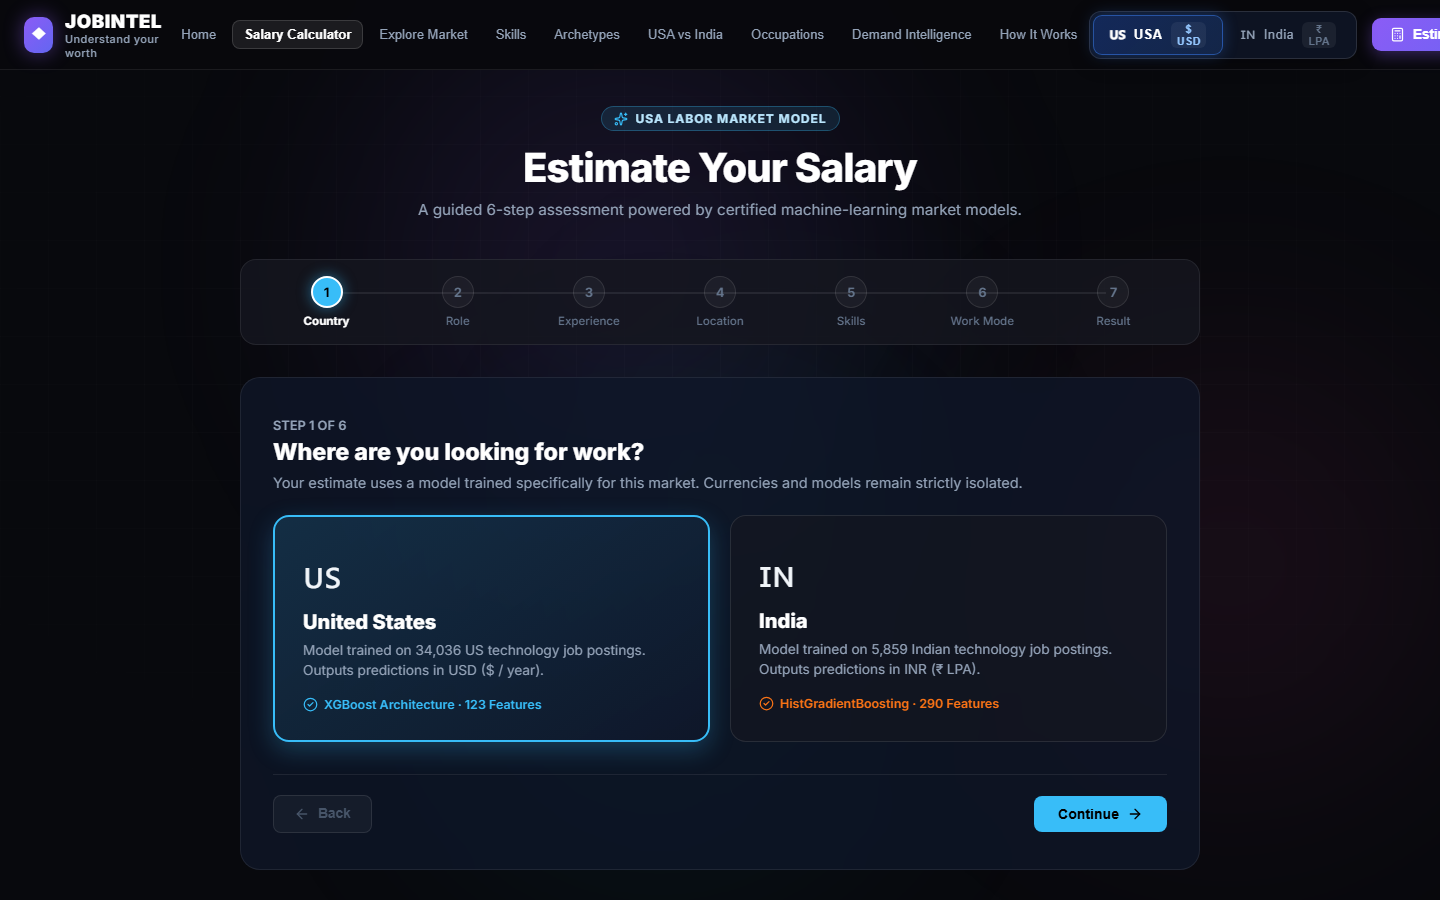 JOBINTEL
Understand your
worth
Home
Salary Calculator
Explore Market
Skills
Archetypes
USA vs India
Occupations
Demand Intelligence
How It Works
US USA $ USD
IN India ₹ LPA
USA LABOR MARKET MODEL
Estimate Your Salary
A guided 6-step assessment powered by certified machine-learning market models.
1 2 3 4 5 6 7
Country Role Experience Location Skills Work Mode Result
STEP 1 OF 6
Where are you looking for work?
Your estimate uses a model trained specifically for this market. Currencies and models remain strictly isolated.
US
United States
Model trained on 34,036 US technology job postings.
Outputs predictions in USD ($ / year).
XGBoost Architecture · 123 Features
IN
India
Model trained on 5,859 Indian technology job postings.
Outputs predictions in INR (₹ LPA).
HistGradientBoosting · 290 Features
Back
Continue